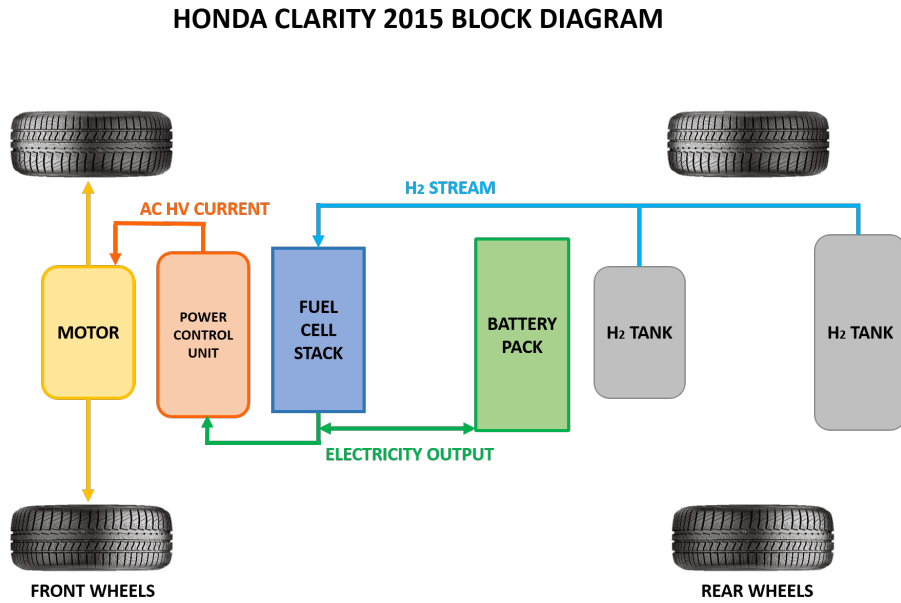 HONDA CLARITY 2015 BLOCK DIAGRAM
H2 STREAM
AC HV CURRENT
MOTOR
POWER
CONTROL
UNIT
FUEL
CELL
STACK
BATTERY
PACK
H2 TANK
H2 TANK
ELECTRICITY OUTPUT
FRONT WHEELS
REAR WHEELS